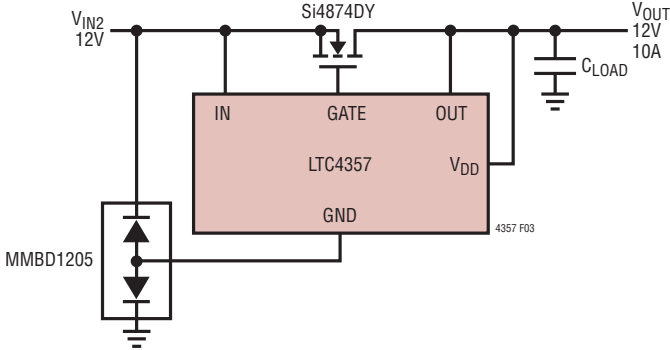 Si4874DY
VIN2
12V
VOUT
12V
10A
CLOAD
IN
GATE
OUT
LTC4357
VDD
GND
4357 F03
MMBD1205